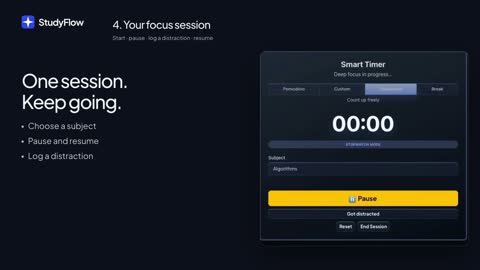 StudyFlow
4. Your focus session
Start · pause · log a distraction · resume
One session.
Keep going.
• Choose a subject
• Pause and resume
• Log a distraction
Smart Timer
Deep focus in progress...
Pomodoro
Custom
Stopwatch
Break
Count up freely
00:00
STOPWATCH MODE
Subject
Algorithms
⏸ Pause
Got distracted
Reset
End Session